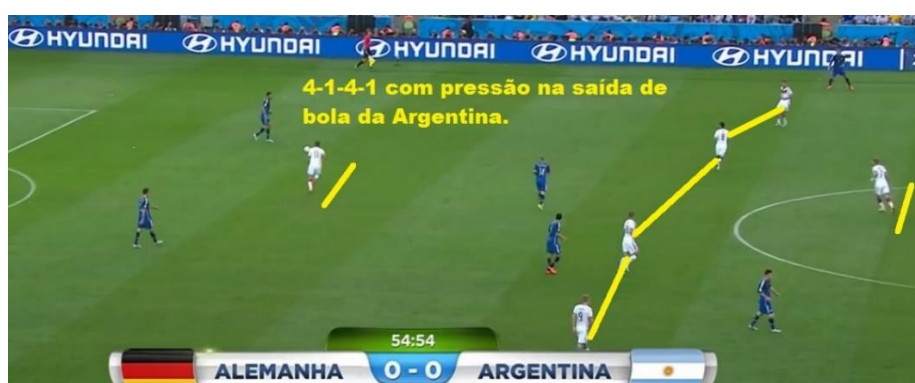 HYUNDAI HYUNDAI HYUNDAI HYUNDAI HYUNDAI
4-1-4-1 com pressão na saída de
bola da Argentina.
9
54:54
ALEMANHA 0 - 0 ARGENTINA